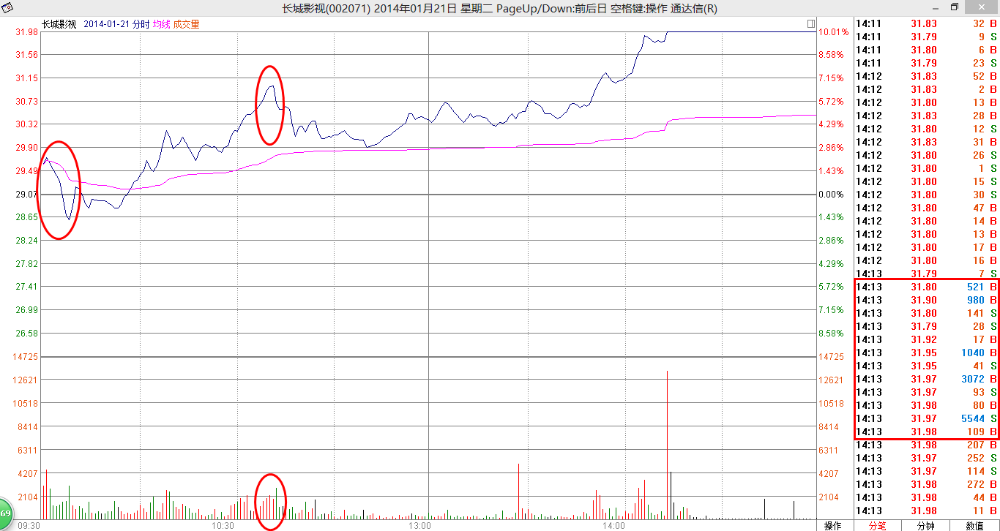 长城影视(002071) 2014年01月21日 星期二 PageUp/Down:前后日 空格键:操作 通达信(R)
长城影视 2014-01-21 分时 均线 成交量
31.98 10.01%
31.56 8.58%
31.15 7.15%
30.73 5.72%
30.32 4.29%
29.90 2.86%
29.49 1.43%
29.07 0.00%
28.65 1.43%
28.24 2.86%
27.82 4.29%
27.41 5.72%
26.99 7.15%
26.58 8.58%
14725 14725
12621 12621
10518 10518
8414 8414
6311 6311
4207 4207
2104 2104
69
09:30 10:30 13:00 14:00
14:11 31.83 32 B
14:11 31.79 9 S
14:11 31.80 6 B
14:11 31.79 23 S
14:12 31.83 52 B
14:12 31.83 2 B
14:12 31.80 13 B
14:12 31.83 28 B
14:12 31.80 12 S
14:12 31.83 31 B
14:12 31.80 26 S
14:12 31.80 1 S
14:12 31.80 15 S
14:12 31.80 30 S
14:12 31.80 47 B
14:12 31.80 14 B
14:12 31.80 13 B
14:12 31.80 17 B
14:12 31.80 16 B
14:13 31.79 7 S
14:13 31.80 521 B
14:13 31.90 980 B
14:13 31.80 141 S
14:13 31.79 28 S
14:13 31.92 17 B
14:13 31.95 1040 B
14:13 31.95 41 S
14:13 31.97 3072 B
14:13 31.97 93 S
14:13 31.98 80 B
14:13 31.97 5544 S
14:13 31.98 109 B
14:13 31.98 207 B
14:13 31.97 252 S
14:13 31.97 114 S
14:13 31.98 272 B
14:13 31.98 44 B
14:13 31.98 11 B
操作 分笔 分钟 数值